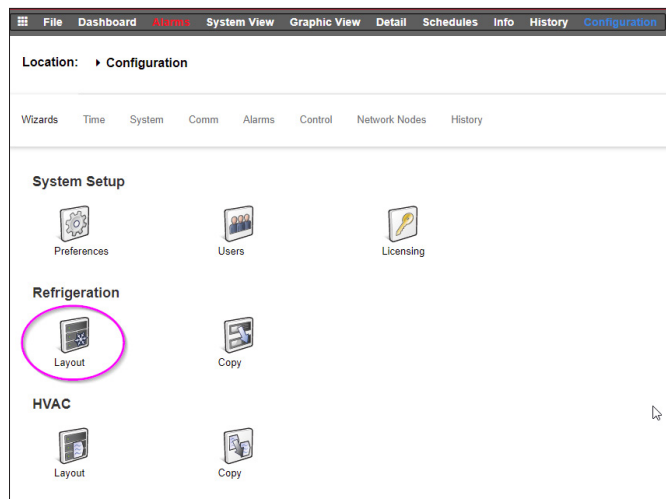 File Dashboard Alarms System View Graphic View Detail Schedules Info History Configuration
Location: Configuration
Wizards Time System Comm Alarms Control Network Nodes History
System Setup
Preferences Users Licensing
Refrigeration
Layout Copy
HVAC
Layout Copy